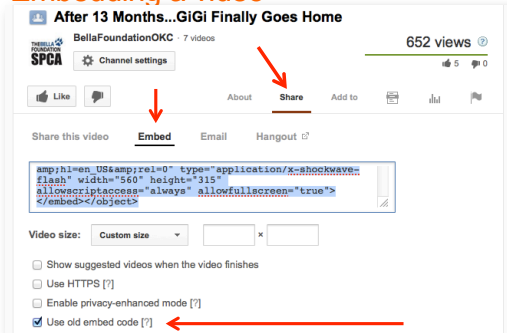 Embedding a video
After 13 Months...GiGi Finally Goes Home
THEBELLA
FOUNDATION
SPCA
BellaFoundationOKC · 7 videos
Channel settings
652 views
5 0
Like
About Share Add to
Share this video Embed Email Hangout
amp;hl=en_US&amp;rel=0" type="application/x-shockwave-
flash" width="560" height="315"
allowscriptaccess="always" allowfullscreen="true">
</embed></object>
Video size: Custom size ×
Show suggested videos when the video finishes
Use HTTPS [?]
Enable privacy-enhanced mode [?]
Use old embed code [?]